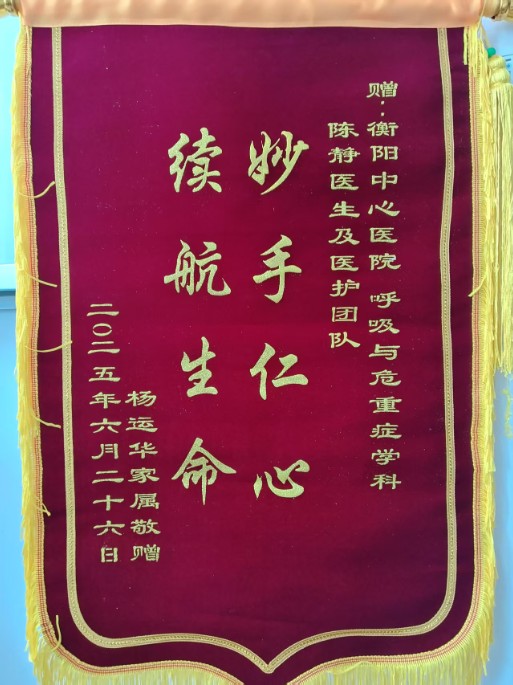 赠：衡阳中心医院 呼吸与危重症学科
陈静医生及医护团队
妙手仁心
续航生命
杨运华家属敬赠
二〇二五年六月二十六日